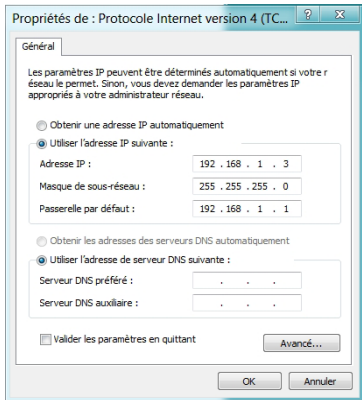 Propriétés de : Protocole Internet version 4 (TC...
Général
Les paramètres IP peuvent être déterminés automatiquement si votre r
éseau le permet. Sinon, vous devez demander les paramètres IP
appropriés à votre administrateur réseau.
Obtenir une adresse IP automatiquement
Utiliser l'adresse IP suivante :
Adresse IP : 192 . 168 . 1 . 3
Masque de sous-réseau : 255 . 255 . 255 . 0
Passerelle par défaut : 192 . 168 . 1 . 1
Obtenir les adresses des serveurs DNS automatiquement
Utiliser l'adresse de serveur DNS suivante :
Serveur DNS préféré : . . .
Serveur DNS auxiliaire : . . .
Valider les paramètres en quittant
Avancé...
OK Annuler